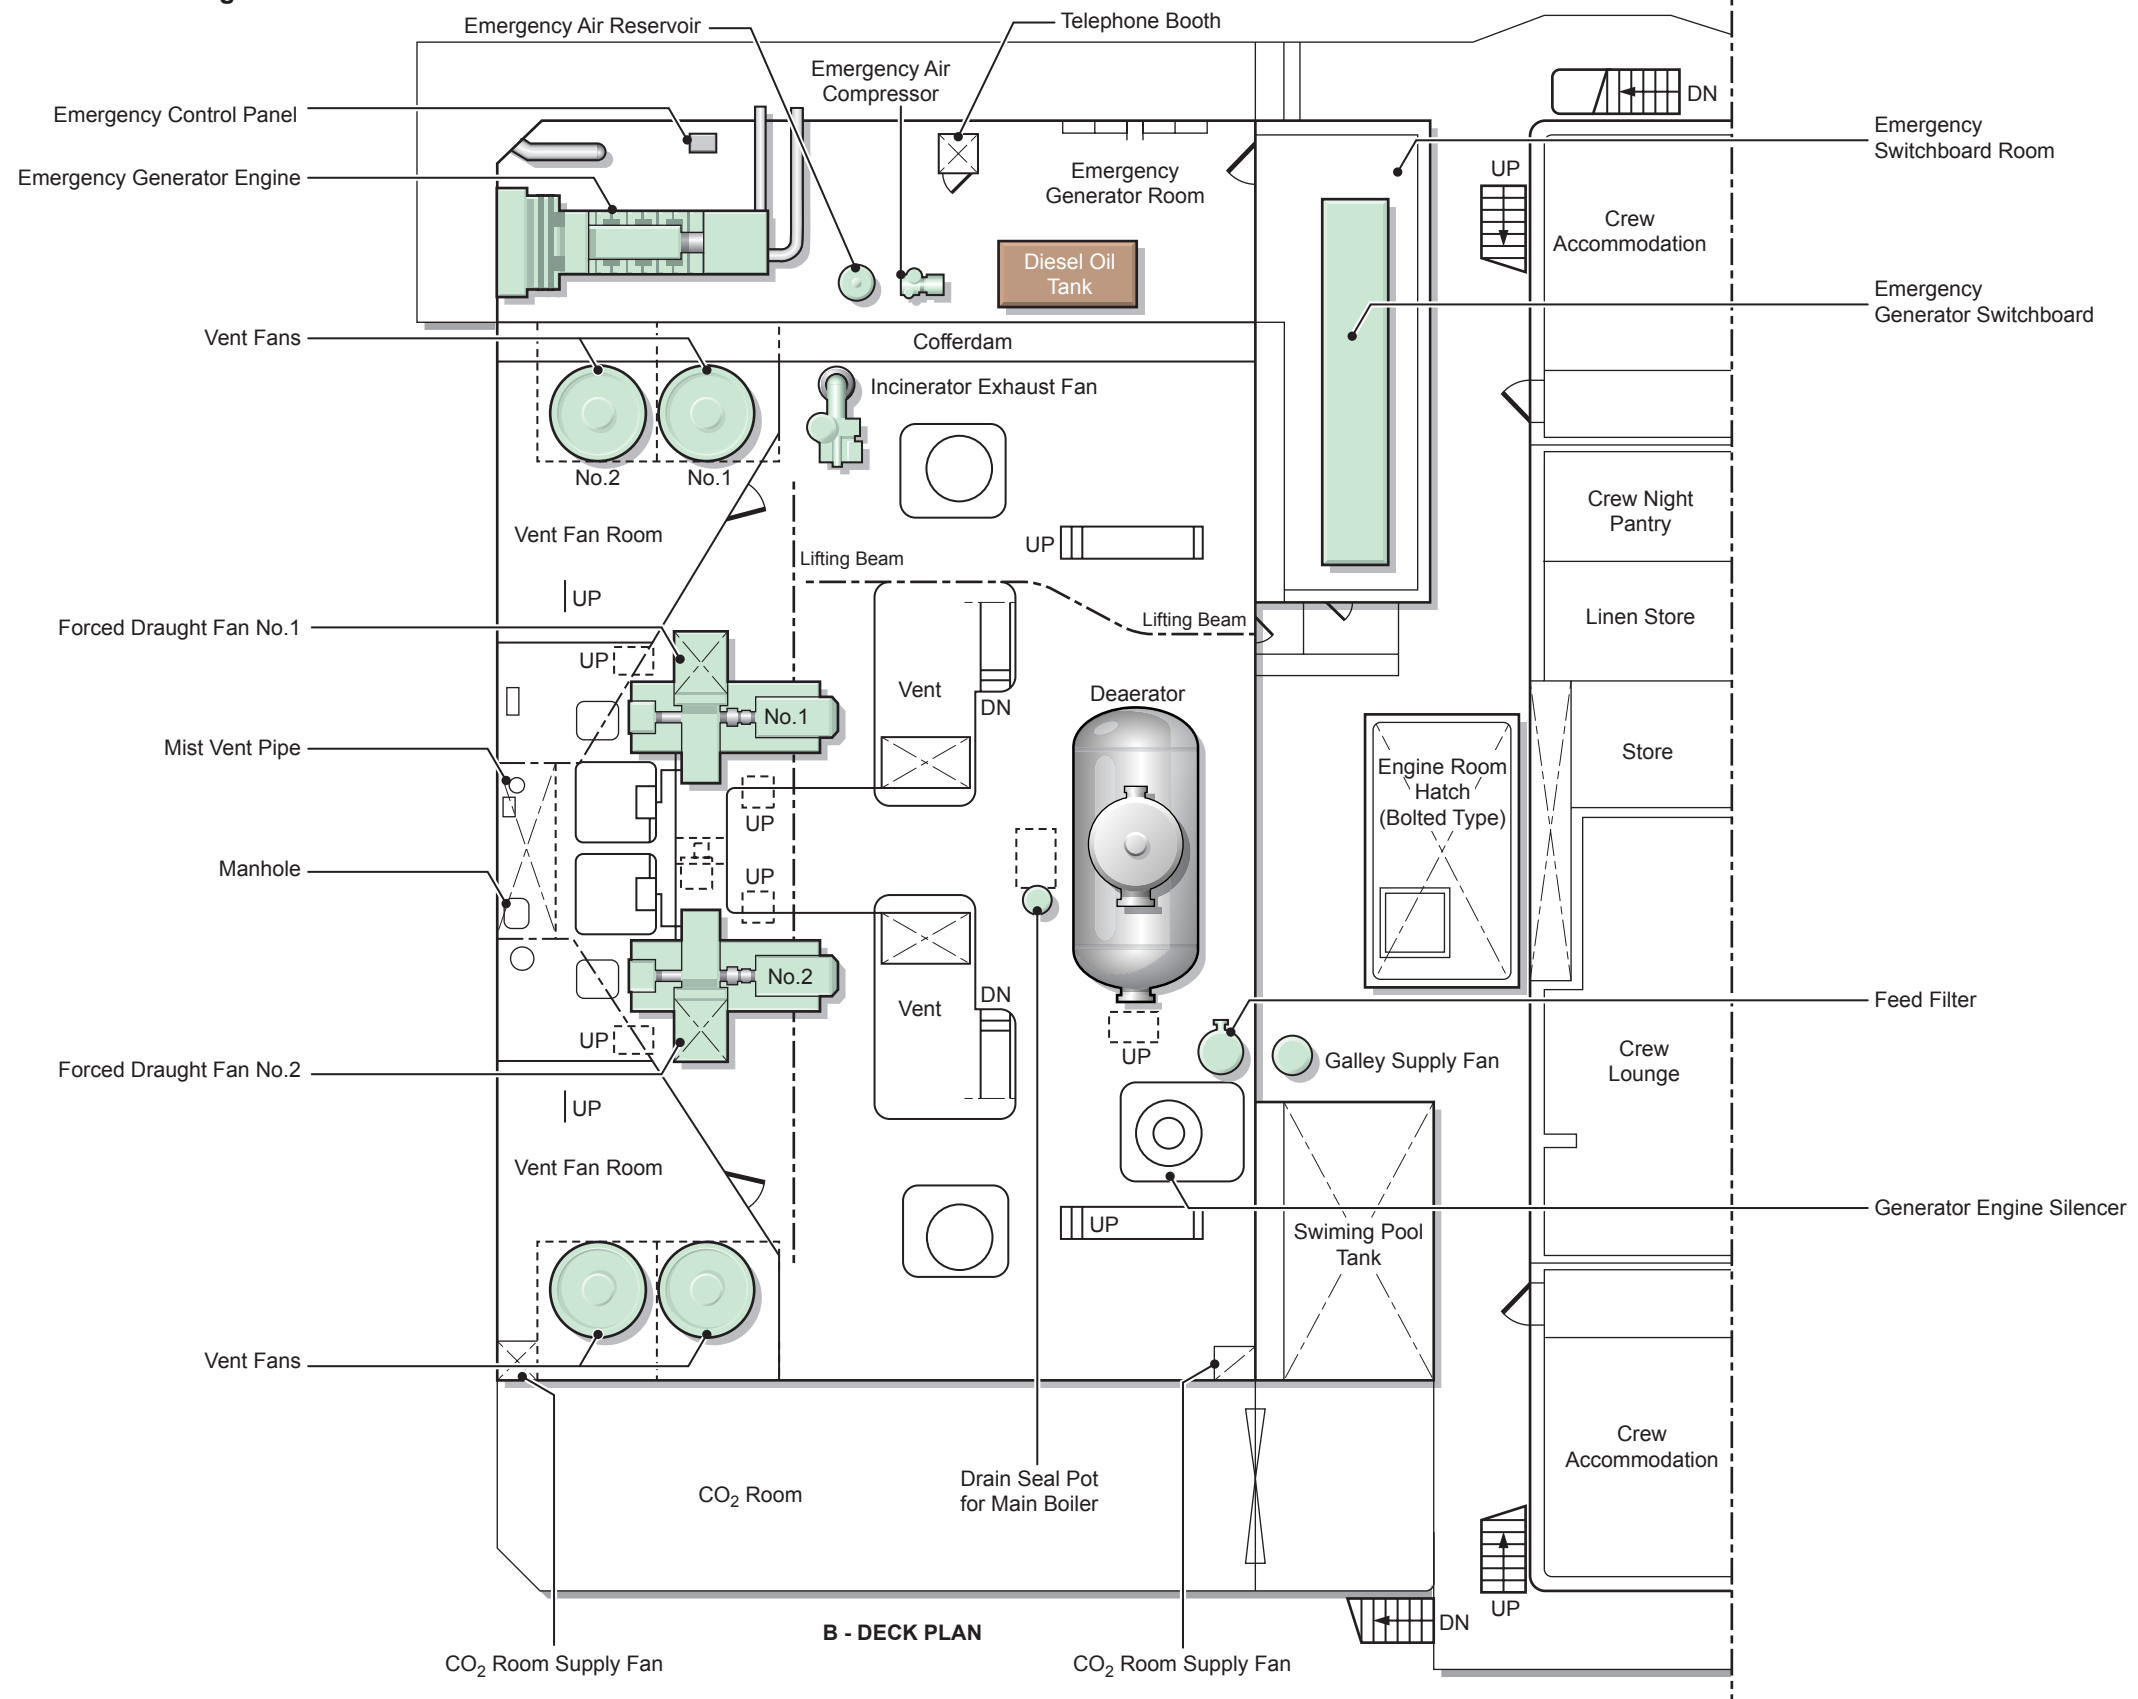 Emergency Air Reservoir
Telephone Booth
Emergency Air
Compressor
DN
Emergency Control Panel
Emergency
Switchboard Room
Emergency Generator Engine
Emergency
Generator Room
UP
Crew
Accommodation
Diesel Oil
Tank
Emergency
Generator Switchboard
Vent Fans
Cofferdam
Incinerator Exhaust Fan
No.2
No.1
Crew Night
Pantry
Vent Fan Room
UP
Lifting Beam
UP
Lifting Beam
Linen Store
Forced Draught Fan No.1
UP
Vent
DN
Deaerator
No.1
Mist Vent Pipe
Store
Engine Room
Hatch
(Bolted Type)
UP
Manhole
UP
No.2
DN
Vent
Feed Filter
UP
UP
Galley Supply Fan
Crew
Lounge
Forced Draught Fan No.2
UP
Vent Fan Room
Generator Engine Silencer
UP
Swiming Pool
Tank
Vent Fans
Crew
Accommodation
CO2 Room
Drain Seal Pot
for Main Boiler
UP
DN
B - DECK PLAN
CO2 Room Supply Fan
CO2 Room Supply Fan